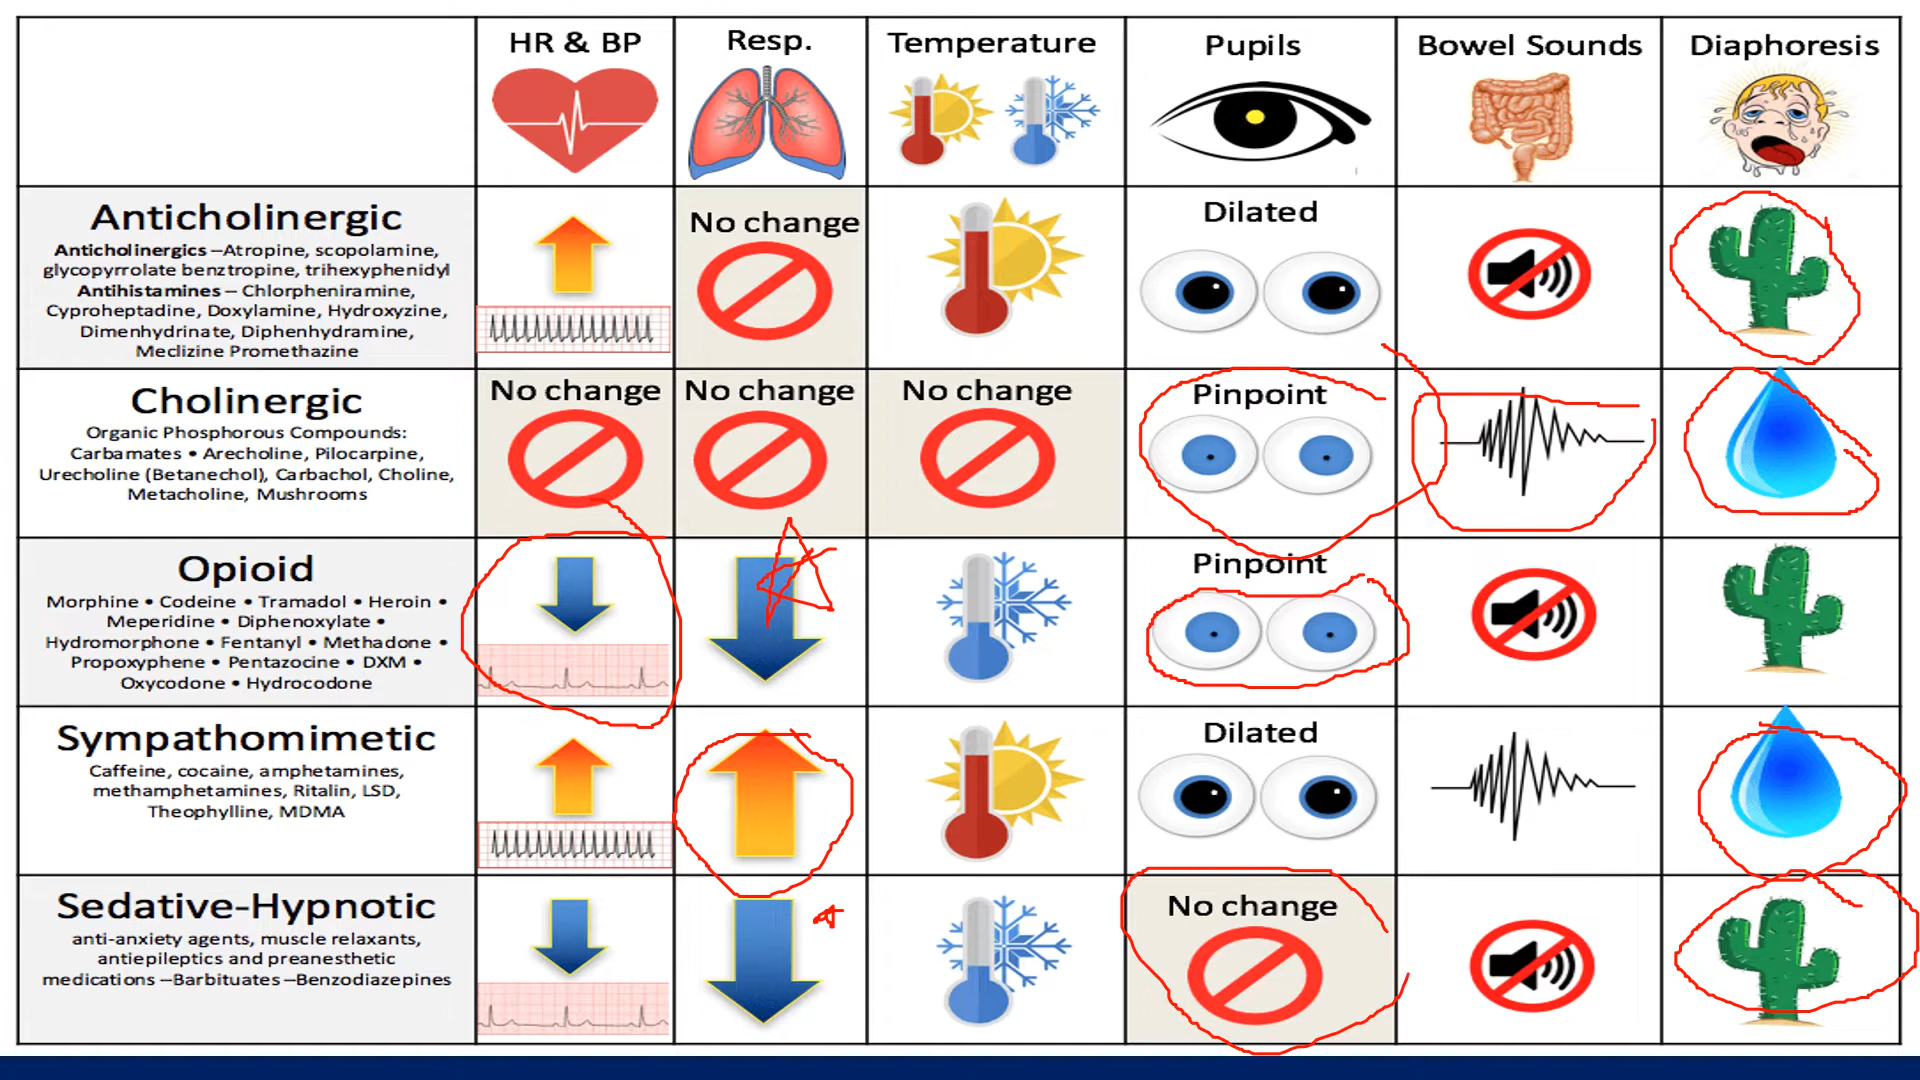 HR & BP
Resp.
Temperature
Pupils
Bowel Sounds
Diaphoresis
Anticholinergic
Anticholinergics –Atropine, scopolamine,
glycopyrrolate benztropine, trihexyphenidyl
Antihistamines – Chlorpheniramine,
Cyproheptadine, Doxylamine, Hydroxyzine,
Dimenhydrinate, Diphenhydramine,
Meclizine Promethazine
No change
Dilated
Cholinergic
Organic Phosphorous Compounds:
Carbamates • Arecholine, Pilocarpine,
Urecholine (Betanechol), Carbachol, Choline,
Metacholine, Mushrooms
No change
No change
No change
Pinpoint
Opioid
Morphine • Codeine • Tramadol • Heroin •
Meperidine • Diphenoxylate •
Hydromorphone • Fentanyl • Methadone •
Propoxyphene • Pentazocine • DXM •
Oxycodone • Hydrocodone
Pinpoint
Sympathomimetic
Caffeine, cocaine, amphetamines,
methamphetamines, Ritalin, LSD,
Theophylline, MDMA
Dilated
Sedative-Hypnotic
anti-anxiety agents, muscle relaxants,
antiepileptics and preanesthetic
medications –Barbituates –Benzodiazepines
No change